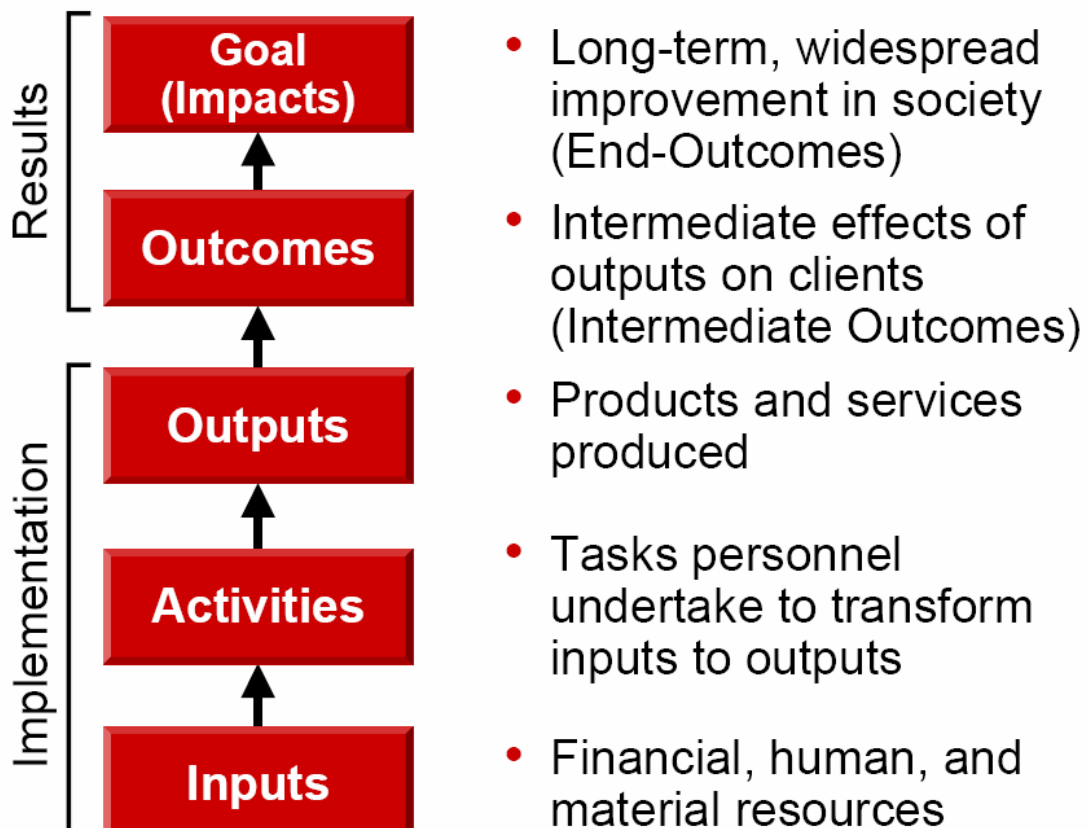 Results
Goal
(Impacts)
• Long-term, widespread
improvement in society
(End-Outcomes)
Outcomes
• Intermediate effects of
outputs on clients
(Intermediate Outcomes)
Implementation
Outputs
• Products and services
produced
Activities
• Tasks personnel
undertake to transform
inputs to outputs
Inputs
• Financial, human, and
material resources